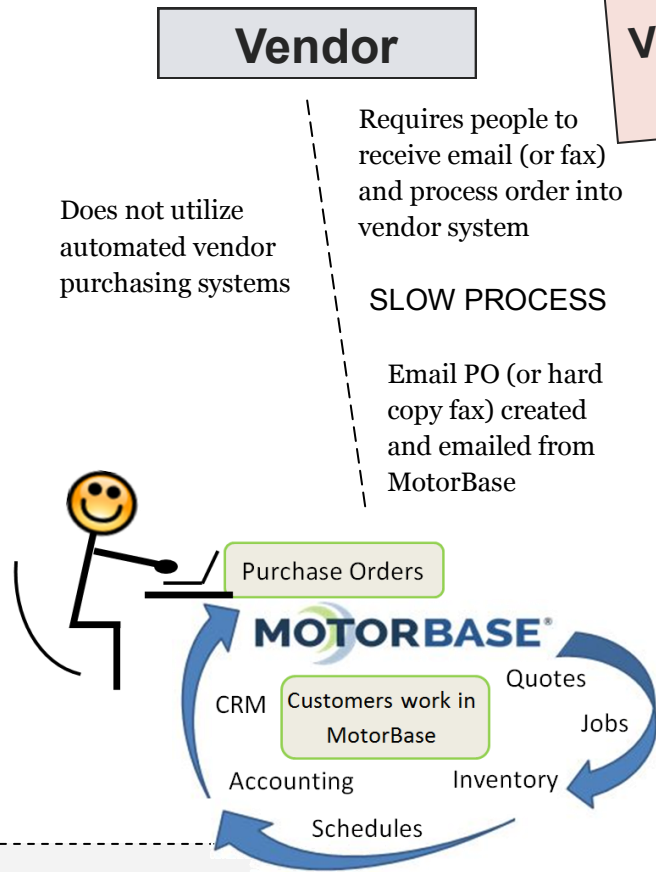 Vendor
V
Requires people to
receive email (or fax)
and process order into
vendor system
Does not utilize
automated vendor
purchasing systems
SLOW PROCESS
Email PO (or hard
copy fax) created
and emailed from
MotorBase
Purchase Orders
MOTORBASE®
Quotes
CRM
Customers work in
MotorBase
Jobs
Accounting
Inventory
Schedules